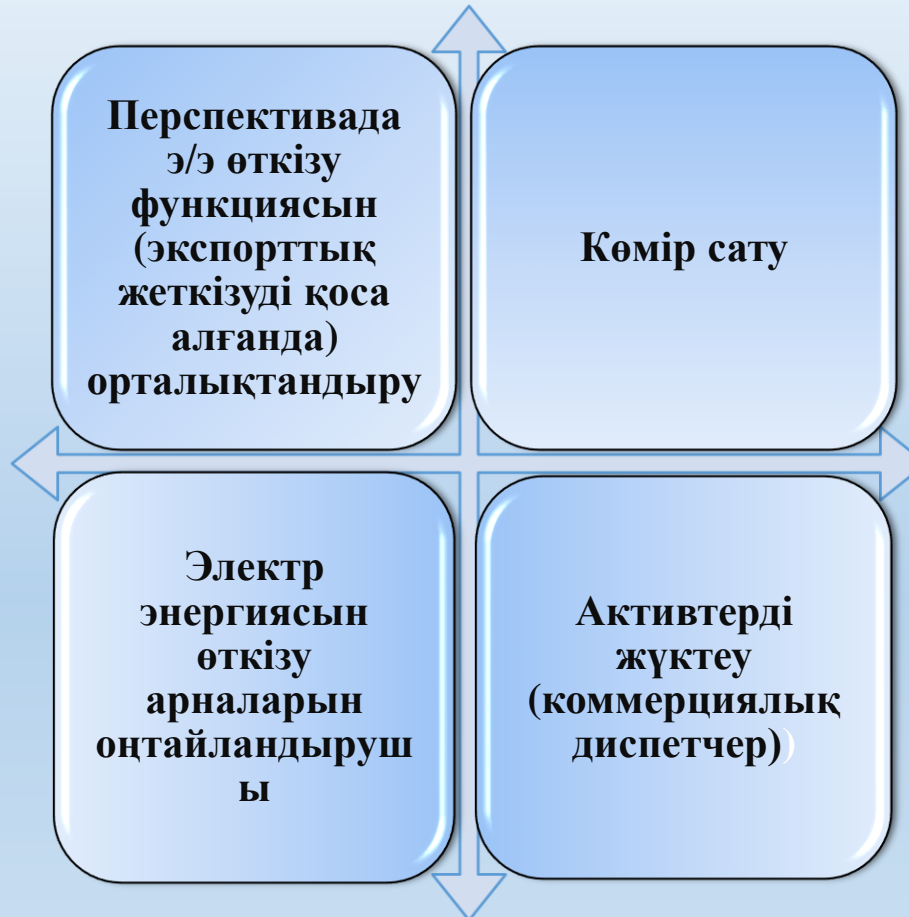 Перспективада
э/э өткізу
функциясын
(экспорттық
жеткізуді қоса
алғанда)
орталықтандыру
Көмір сату
Электр
энергиясын
өткізу
арналарын
оңтайландыруш
ы
Активтерді
жүктеу
(коммерциялық
диспетчер))